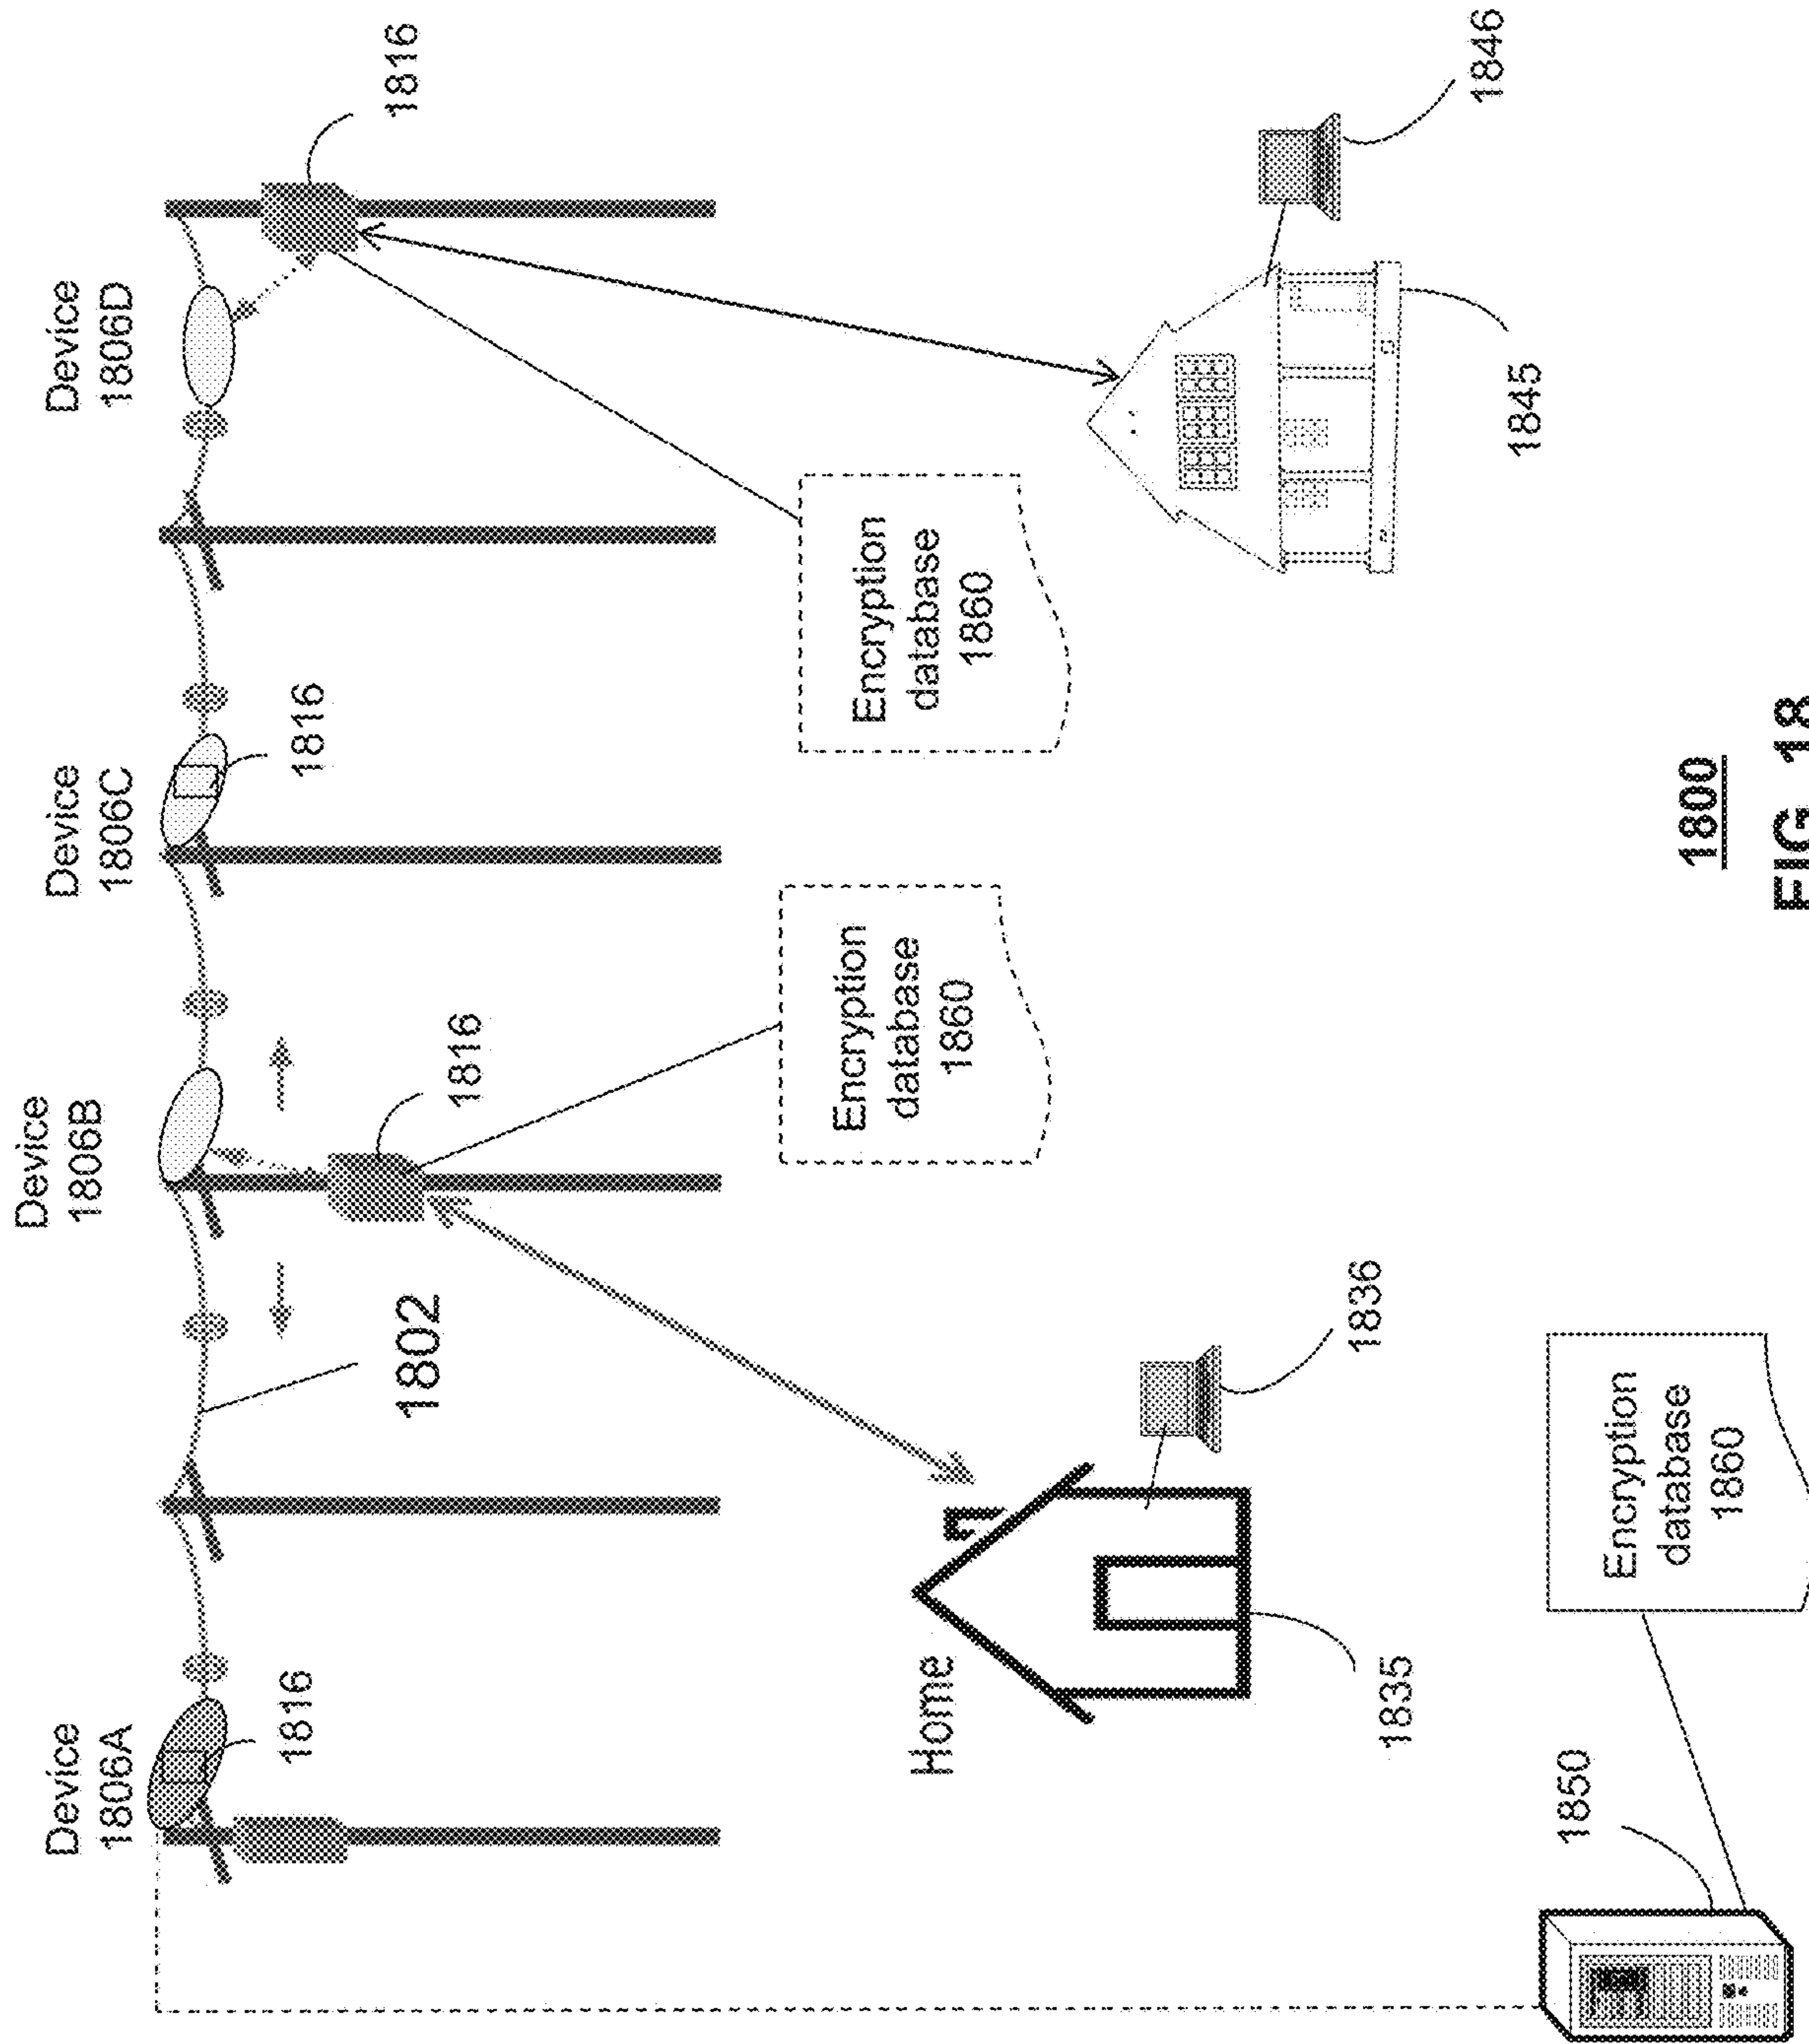 Device
1806A
Device
1806B
Device
1806C
Device
1806D
1816
1816
1816
1816
1802
Encryption
database
1860
Encryption
database
1860
Home
1835
1836
1845
1846
1850
Encryption
database
1860
1800
FIG. 18